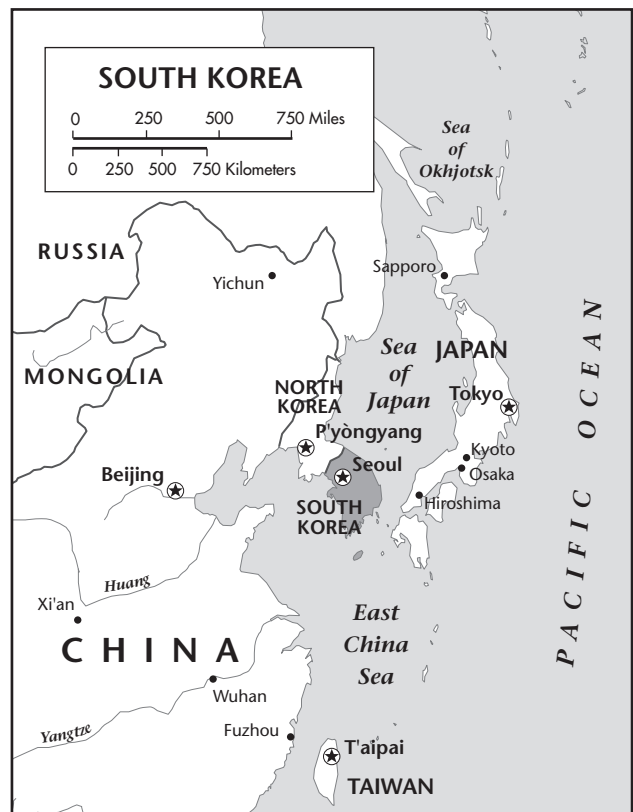 SOUTH KOREA
0 250 500 750 Miles
0 250 500 750 Kilometers
Sea
of
Okhjotsk
RUSSIA
Yichun
Sapporo
MONGOLIA
Sea
of
Japan
JAPAN
NORTH
KOREA
Tokyo
P'yòngyang
Kyoto
Osaka
Seoul
Beijing
Hiroshima
SOUTH
KOREA
PACIFIC OCEAN
Huang
Xi'an
East
China
Sea
CHINA
Wuhan
Yangtze
Fuzhou
T'aipai
TAIWAN